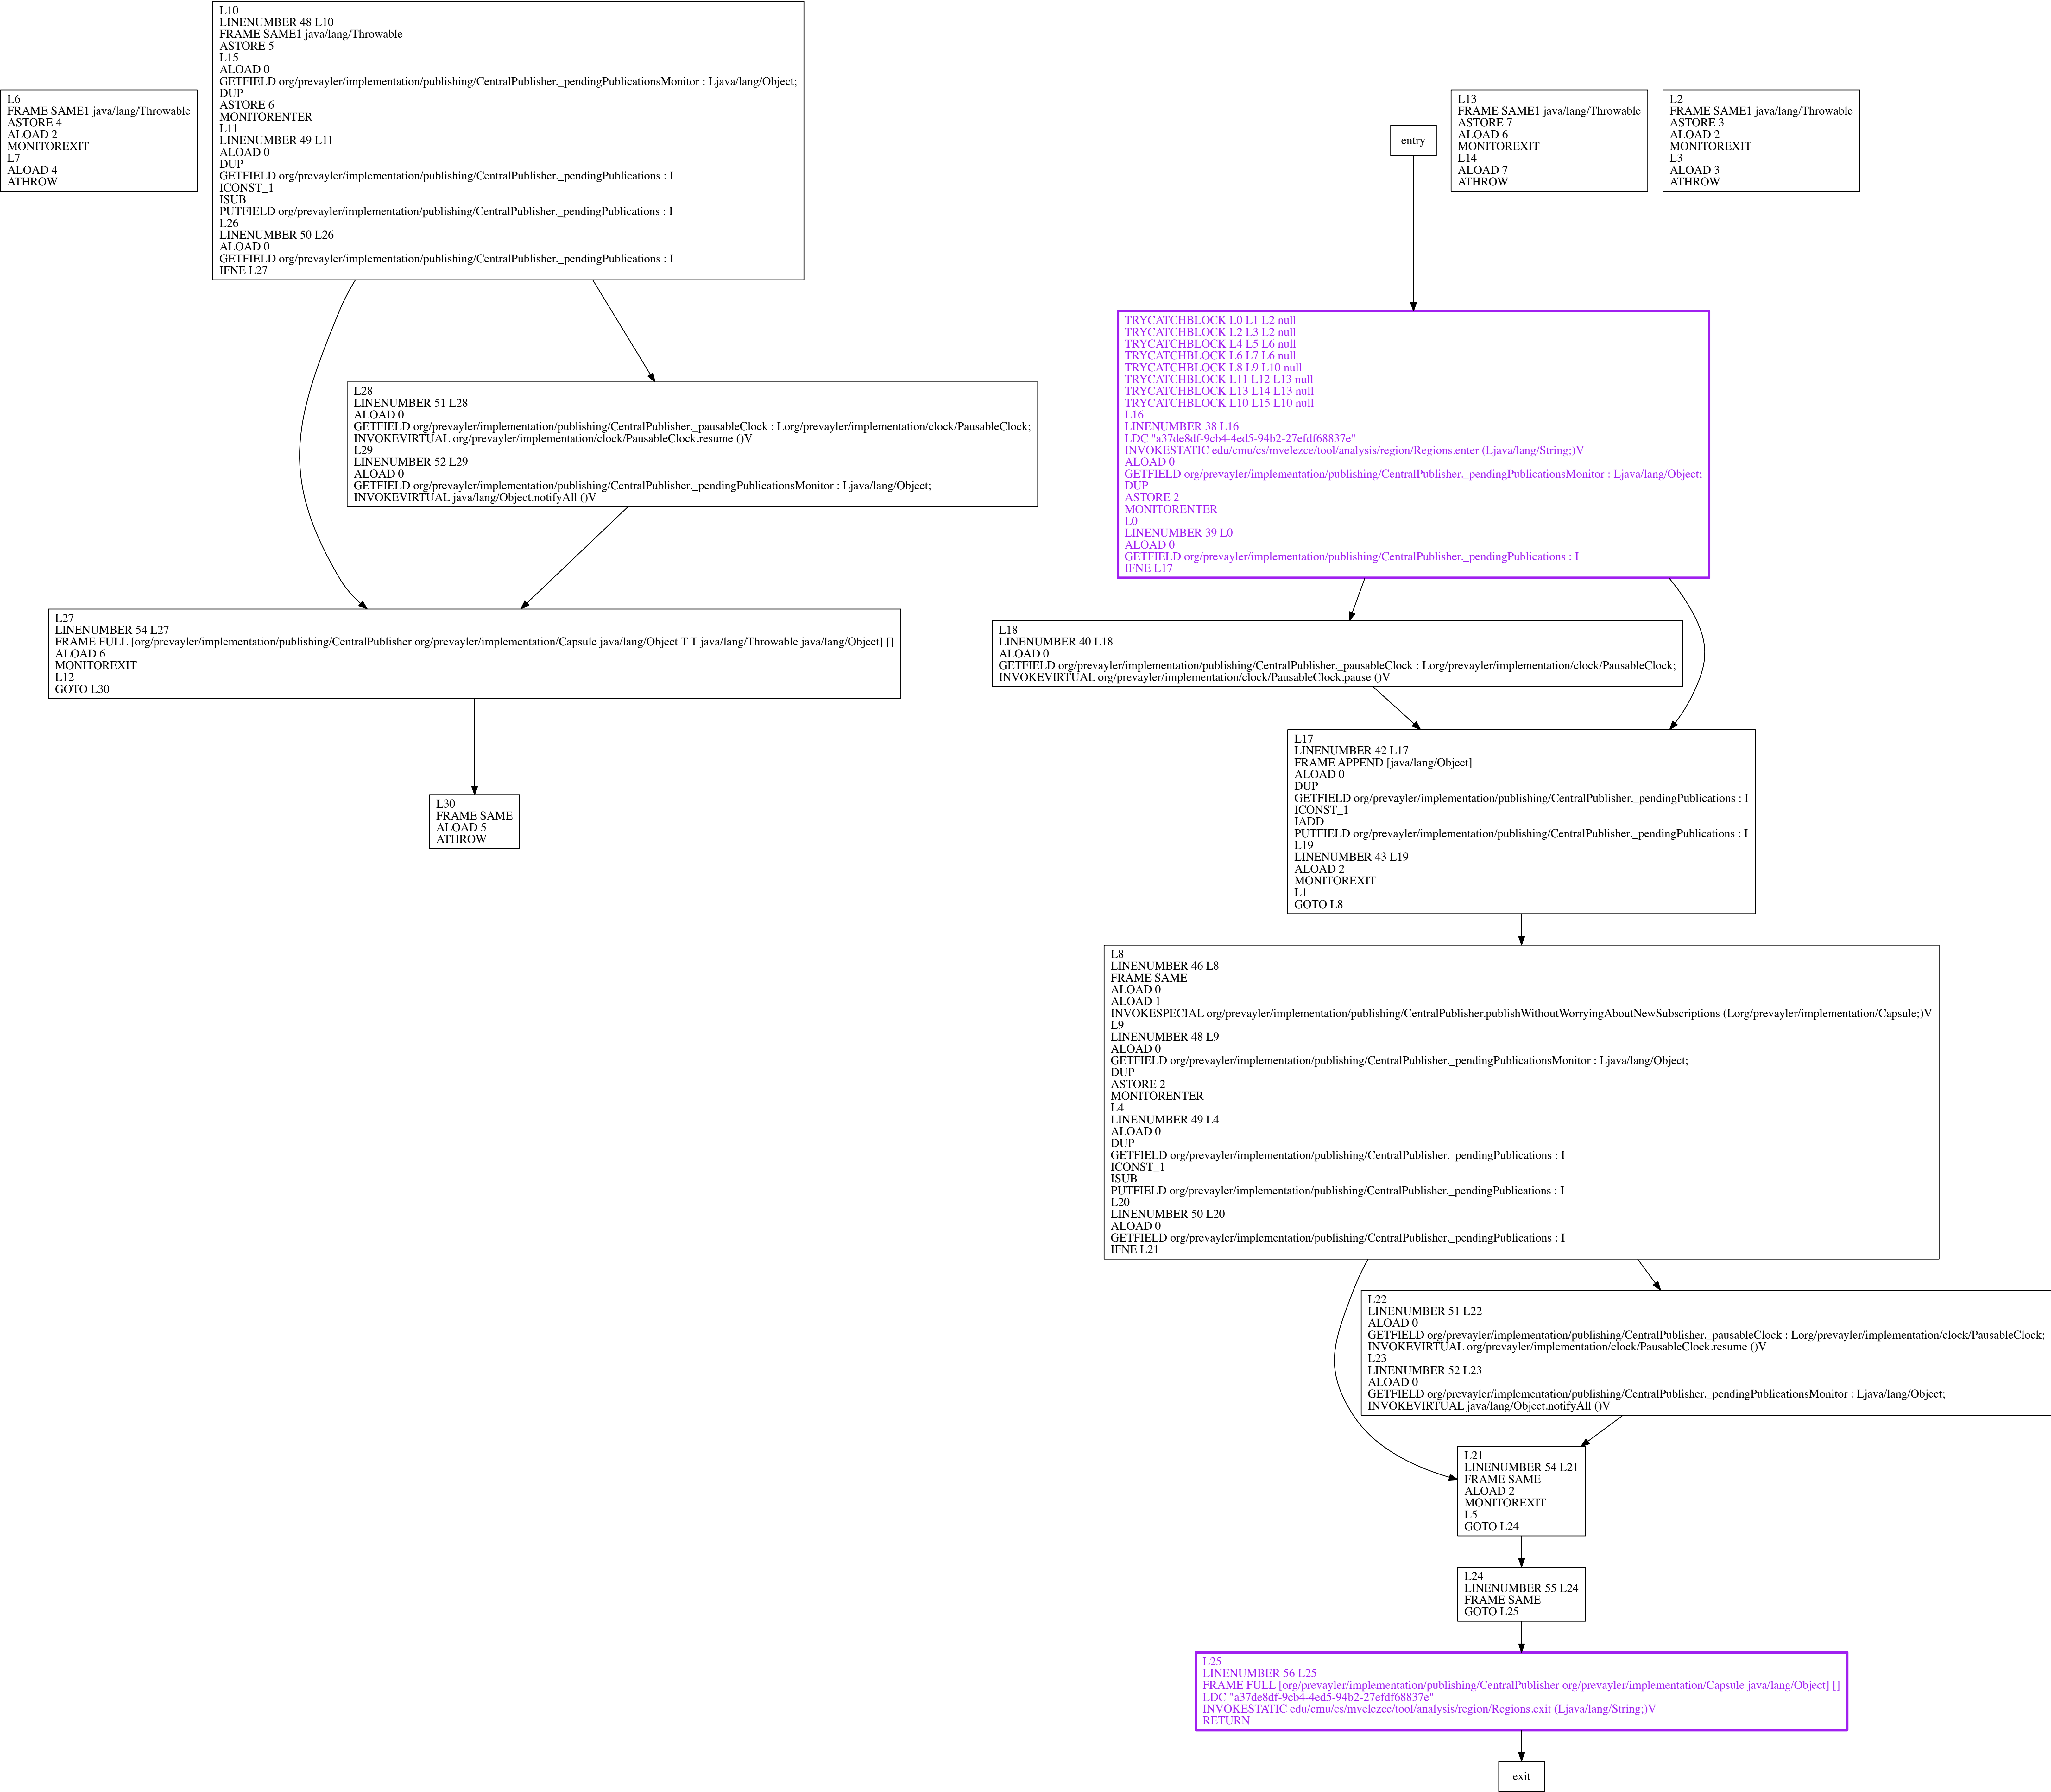 L10
LINENUMBER 48 L10
FRAME SAME1 java/lang/Throwable
ASTORE 5
L15
ALOAD 0
GETFIELD org/prevayler/implementation/publishing/CentralPublisher._pendingPublicationsMonitor : Ljava/lang/Object;
DUP
ASTORE 6
MONITORENTER
L11
LINENUMBER 49 L11
ALOAD 0
DUP
GETFIELD org/prevayler/implementation/publishing/CentralPublisher._pendingPublications : I
ICONST_1
ISUB
PUTFIELD org/prevayler/implementation/publishing/CentralPublisher._pendingPublications : I
L26
LINENUMBER 50 L26
ALOAD 0
GETFIELD org/prevayler/implementation/publishing/CentralPublisher._pendingPublications : I
IFNE L27
L6
FRAME SAME1 java/lang/Throwable
ASTORE 4
ALOAD 2
MONITOREXIT
L7
ALOAD 4
ATHROW
L13
FRAME SAME1 java/lang/Throwable
ASTORE 7
ALOAD 6
MONITOREXIT
L14
ALOAD 7
ATHROW
L2
FRAME SAME1 java/lang/Throwable
ASTORE 3
ALOAD 2
MONITOREXIT
L3
ALOAD 3
ATHROW
entry
TRYCATCHBLOCK L0 L1 L2 null
TRYCATCHBLOCK L2 L3 L2 null
TRYCATCHBLOCK L4 L5 L6 null
TRYCATCHBLOCK L6 L7 L6 null
TRYCATCHBLOCK L8 L9 L10 null
TRYCATCHBLOCK L11 L12 L13 null
TRYCATCHBLOCK L13 L14 L13 null
TRYCATCHBLOCK L10 L15 L10 null
L16
LINENUMBER 38 L16
LDC "a37de8df-9cb4-4ed5-94b2-27efdf68837e"
INVOKESTATIC edu/cmu/cs/mvelezce/tool/analysis/region/Regions.enter (Ljava/lang/String;)V
ALOAD 0
GETFIELD org/prevayler/implementation/publishing/CentralPublisher._pendingPublicationsMonitor : Ljava/lang/Object;
DUP
ASTORE 2
MONITORENTER
L0
LINENUMBER 39 L0
ALOAD 0
GETFIELD org/prevayler/implementation/publishing/CentralPublisher._pendingPublications : I
IFNE L17
L28
LINENUMBER 51 L28
ALOAD 0
GETFIELD org/prevayler/implementation/publishing/CentralPublisher._pausableClock : Lorg/prevayler/implementation/clock/PausableClock;
INVOKEVIRTUAL org/prevayler/implementation/clock/PausableClock.resume ()V
L29
LINENUMBER 52 L29
ALOAD 0
GETFIELD org/prevayler/implementation/publishing/CentralPublisher._pendingPublicationsMonitor : Ljava/lang/Object;
INVOKEVIRTUAL java/lang/Object.notifyAll ()V
L27
LINENUMBER 54 L27
FRAME FULL [org/prevayler/implementation/publishing/CentralPublisher org/prevayler/implementation/Capsule java/lang/Object T T java/lang/Throwable java/lang/Object] []
ALOAD 6
MONITOREXIT
L12
GOTO L30
L18
LINENUMBER 40 L18
ALOAD 0
GETFIELD org/prevayler/implementation/publishing/CentralPublisher._pausableClock : Lorg/prevayler/implementation/clock/PausableClock;
INVOKEVIRTUAL org/prevayler/implementation/clock/PausableClock.pause ()V
L17
LINENUMBER 42 L17
FRAME APPEND [java/lang/Object]
ALOAD 0
DUP
GETFIELD org/prevayler/implementation/publishing/CentralPublisher._pendingPublications : I
ICONST_1
IADD
PUTFIELD org/prevayler/implementation/publishing/CentralPublisher._pendingPublications : I
L19
LINENUMBER 43 L19
ALOAD 2
MONITOREXIT
L1
GOTO L8
L30
FRAME SAME
ALOAD 5
ATHROW
L8
LINENUMBER 46 L8
FRAME SAME
ALOAD 0
ALOAD 1
INVOKESPECIAL org/prevayler/implementation/publishing/CentralPublisher.publishWithoutWorryingAboutNewSubscriptions (Lorg/prevayler/implementation/Capsule;)V
L9
LINENUMBER 48 L9
ALOAD 0
GETFIELD org/prevayler/implementation/publishing/CentralPublisher._pendingPublicationsMonitor : Ljava/lang/Object;
DUP
ASTORE 2
MONITORENTER
L4
LINENUMBER 49 L4
ALOAD 0
DUP
GETFIELD org/prevayler/implementation/publishing/CentralPublisher._pendingPublications : I
ICONST_1
ISUB
PUTFIELD org/prevayler/implementation/publishing/CentralPublisher._pendingPublications : I
L20
LINENUMBER 50 L20
ALOAD 0
GETFIELD org/prevayler/implementation/publishing/CentralPublisher._pendingPublications : I
IFNE L21
L22
LINENUMBER 51 L22
ALOAD 0
GETFIELD org/prevayler/implementation/publishing/CentralPublisher._pausableClock : Lorg/prevayler/implementation/clock/PausableClock;
INVOKEVIRTUAL org/prevayler/implementation/clock/PausableClock.resume ()V
L23
LINENUMBER 52 L23
ALOAD 0
GETFIELD org/prevayler/implementation/publishing/CentralPublisher._pendingPublicationsMonitor : Ljava/lang/Object;
INVOKEVIRTUAL java/lang/Object.notifyAll ()V
L21
LINENUMBER 54 L21
FRAME SAME
ALOAD 2
MONITOREXIT
L5
GOTO L24
L24
LINENUMBER 55 L24
FRAME SAME
GOTO L25
L25
LINENUMBER 56 L25
FRAME FULL [org/prevayler/implementation/publishing/CentralPublisher org/prevayler/implementation/Capsule java/lang/Object] []
LDC "a37de8df-9cb4-4ed5-94b2-27efdf68837e"
INVOKESTATIC edu/cmu/cs/mvelezce/tool/analysis/region/Regions.exit (Ljava/lang/String;)V
RETURN
exit